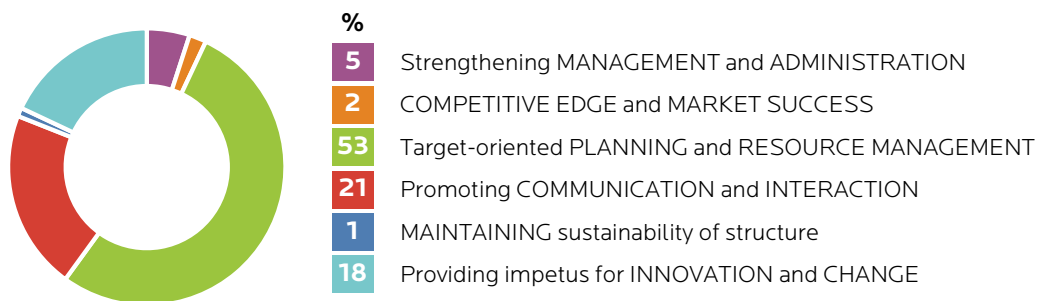 %
5 Strengthening MANAGEMENT and ADMINISTRATION
2 COMPETITIVE EDGE and MARKET SUCCESS
53 Target-oriented PLANNING and RESOURCE MANAGEMENT
21 Promoting COMMUNICATION and INTERACTION
1 MAINTAINING sustainability of structure
18 Providing impetus for INNOVATION and CHANGE